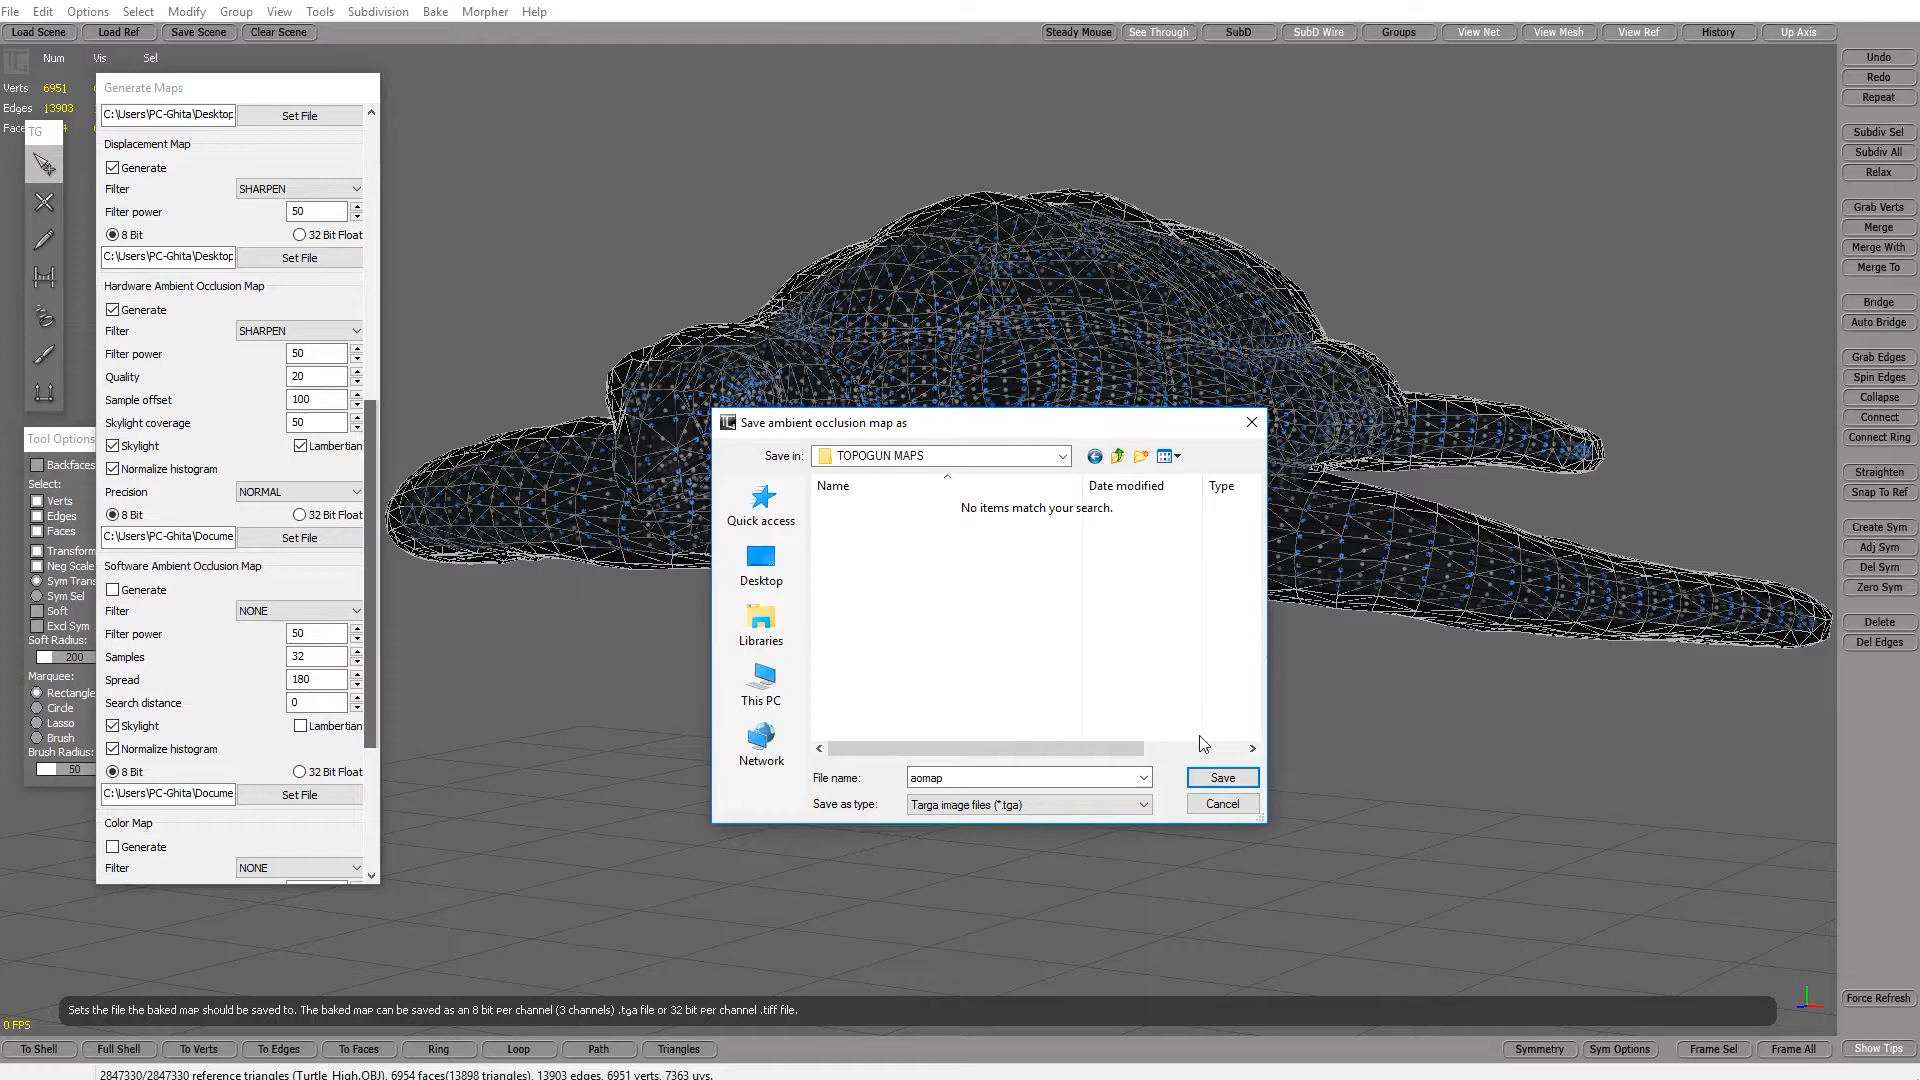 File Edit Options Select Modify Group View Tools Subdivision Bake Morpher Help
Load Scene Load Ref Save Scene Clear Scene Steady Mouse See Through SubD SubD Wire Groups View Net View Mesh View Ref History Up Axis
Num Vis Sel
Verts 6951
Edges 13903
Generate Maps
C:\Users\PC-Ghita\Desktop Set File
TG
Displacement Map
Generate
Filter SHARPEN
Filter power 50
8 Bit 32 Bit Float
C:\Users\PC-Ghita\Desktop Set File
Hardware Ambient Occlusion Map
Generate
Filter SHARPEN
Filter power 50
Quality 20
Sample offset 100
Skylight coverage 50
Skylight Lambertian
Normalize histogram
Precision NORMAL
8 Bit 32 Bit Float
C:\Users\PC-Ghita\Docume Set File
Software Ambient Occlusion Map
Generate
Filter NONE
Filter power 50
Samples 32
Spread 180
Search distance 0
Skylight Lambertian
Normalize histogram
8 Bit 32 Bit Float
C:\Users\PC-Ghita\Docume Set File
Color Map
Generate
Filter NONE
Tool Options
Backfaces
Select:
Verts
Edges
Faces
Transform
Neg Scale
Sym Trans
Sym Sel
Soft
Excl Sym
Soft Radius:
200
Marquee:
Rectangle
Circle
Lasso
Brush
Brush Radius:
50
Save ambient occlusion map as
Save in: TOPOGUN MAPS
Name Date modified Type
No items match your search.
Quick access
Desktop
Libraries
This PC
Network
File name: aomap Save
Save as type: Targa image files (*.tga) Cancel
Undo
Redo
Repeat
Subdiv Sel
Subdiv All
Relax
Grab Verts
Merge
Merge With
Merge To
Bridge
Auto Bridge
Grab Edges
Spin Edges
Collapse
Connect
Connect Ring
Straighten
Snap To Ref
Create Sym
Adj Sym
Del Sym
Zero Sym
Delete
Del Edges
Force Refresh
Sets the file the baked map should be saved to. The baked map can be saved as an 8 bit per channel (3 channels) .tga file or 32 bit per channel .tiff file.
0 FPS
To Shell Full Shell To Verts To Edges To Faces Ring Loop Path Triangles Symmetry Sym Options Frame Sel Frame All Show Tips
2847330/2847330 reference triangles (Turtle_High.OBJ), 6954 faces(13898 triangles), 13903 edges, 6951 verts, 7363 uvs.